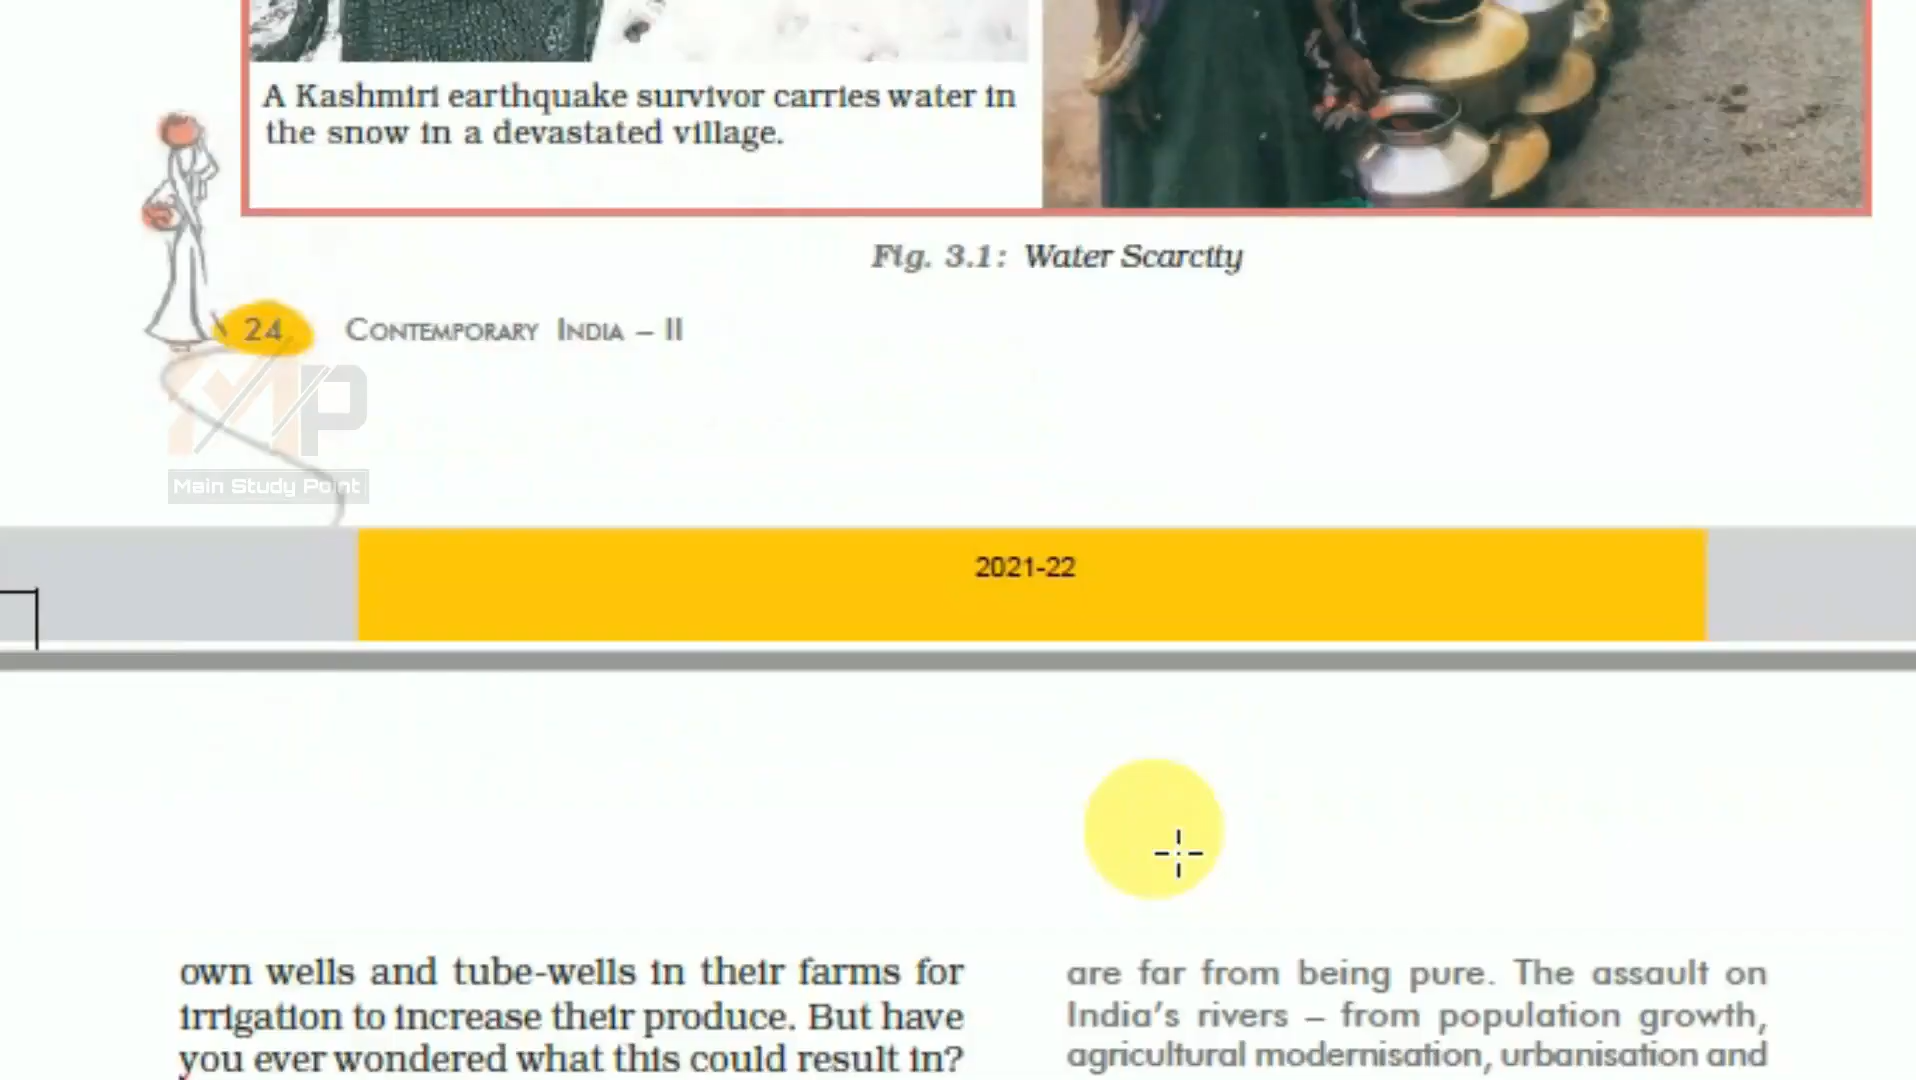 A Kashmiri earthquake survivor carries water in
the snow in a devastated village.
Fig. 3.1: Water Scarcity
24 CONTEMPORARY INDIA – II
MP
Main Study Point
2021-22
own wells and tube-wells in their farms for
irrigation to increase their produce. But have
you ever wondered what this could result in?
are far from being pure. The assault on
India's rivers – from population growth,
agricultural modernisation, urbanisation and